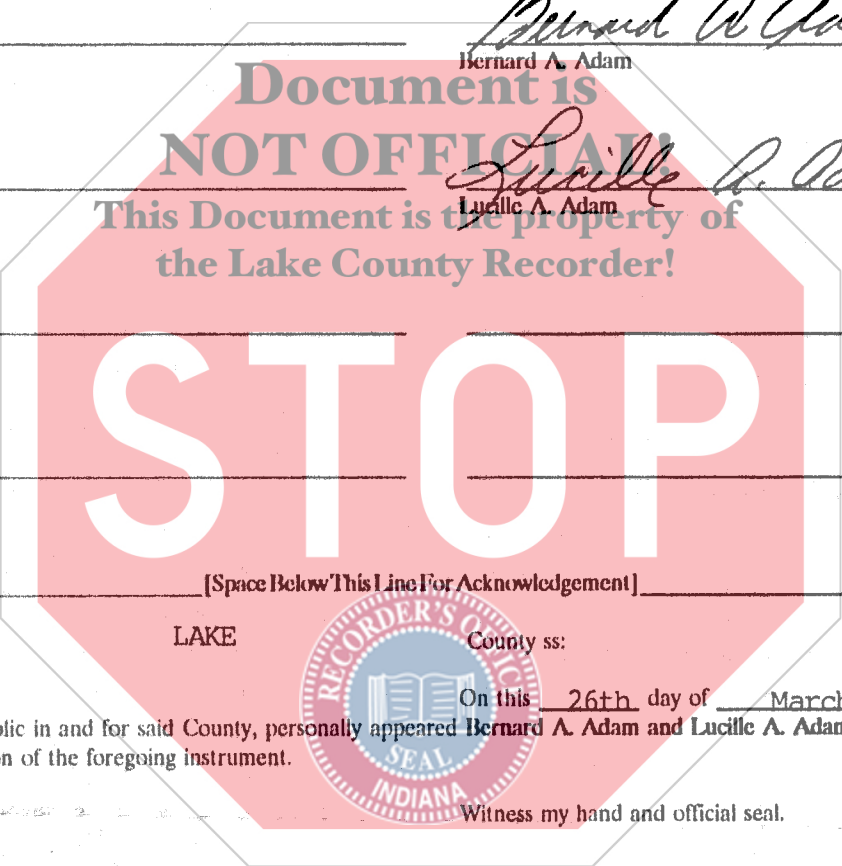 Bernard A. Adam
Document is
NOT OFFICIAL!
Lucille A.
Lucille A. Adam
This Document is the property of
the Lake County Recorder!
STOP
[Space Below This Line For Acknowledgement]
LAKE County ss:
RECORDER'S OFFICE
SEAL
INDIANA
On this 26th day of March
lic in and for said County, personally appeared Bernard A. Adam and Lucille A. Adam
n of the foregoing instrument.
Witness my hand and official seal.